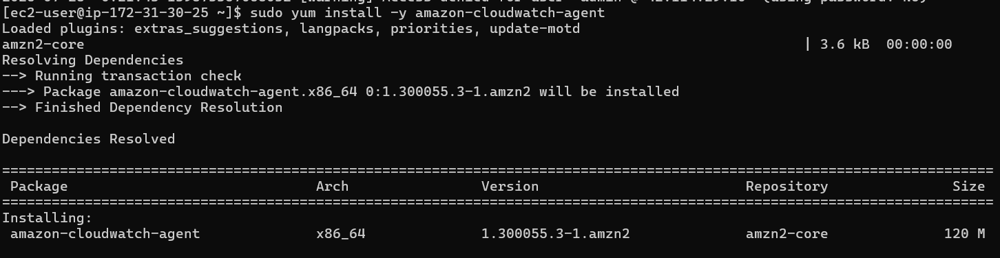 [ec2-user@ip-172-31-30-25 ~]$ sudo yum install -y amazon-cloudwatch-agent
Loaded plugins: extras_suggestions, langpacks, priorities, update-motd
amzn2-core | 3.6 kB 00:00:00
Resolving Dependencies
--> Running transaction check
---> Package amazon-cloudwatch-agent.x86_64 0:1.300055.3-1.amzn2 will be installed
--> Finished Dependency Resolution
Dependencies Resolved
================================================================================
Package Arch Version Repository Size
================================================================================
Installing:
amazon-cloudwatch-agent x86_64 1.300055.3-1.amzn2 amzn2-core 120 M